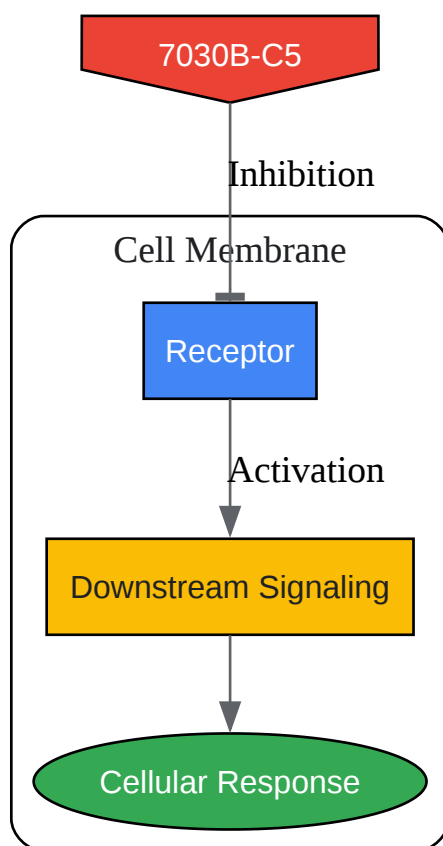 7030B-C5
Inhibition
Cell Membrane
Receptor
Activation
Downstream Signaling
Cellular Response